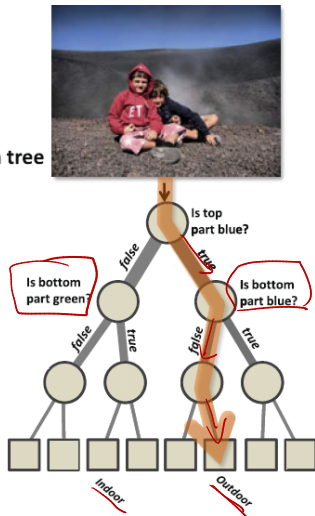 ET
tree
Is top
part blue?
false
true
Is bottom
part green?
Is bottom
part blue?
false
true
false
true
Indoor
Outdoor